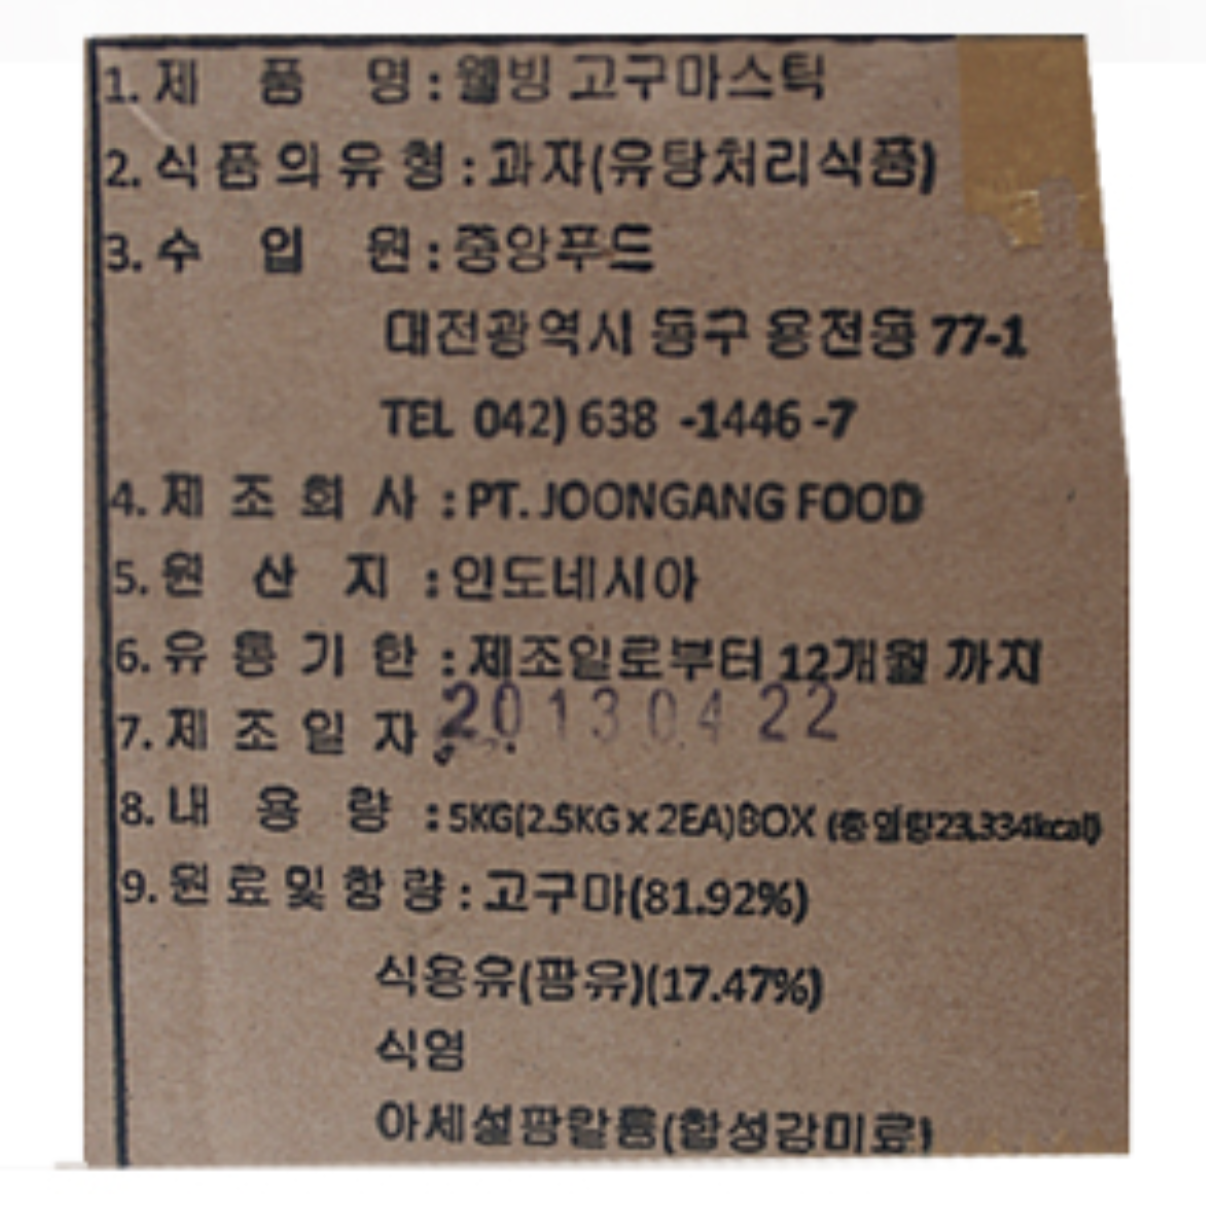 1. 제 품 명 : 웰빙 고구마스틱
2. 식 품 의 유 형 : 과자(유탕처리식품)
3. 수 입 원 : 중앙푸드
대전광역시 동구 용전동 77-1
TEL 042) 638 -1446 -7
4. 제 조 회 사 : PT. JOONGANG FOOD
5. 원 산 지 : 인도네시아
6. 유 통 기 한 : 제조일로부터 12개월 까지
7. 제 조 일 자 : 2013 04 22
8. 내 용 량 : 5KG(2.5KG x 2EA)BOX (총열량23,334kcal)
9. 원 료 및 함 량 : 고구마(81.92%)
식용유(팜유)(17.47%)
식염
아세설팜칼륨(합성감미료)